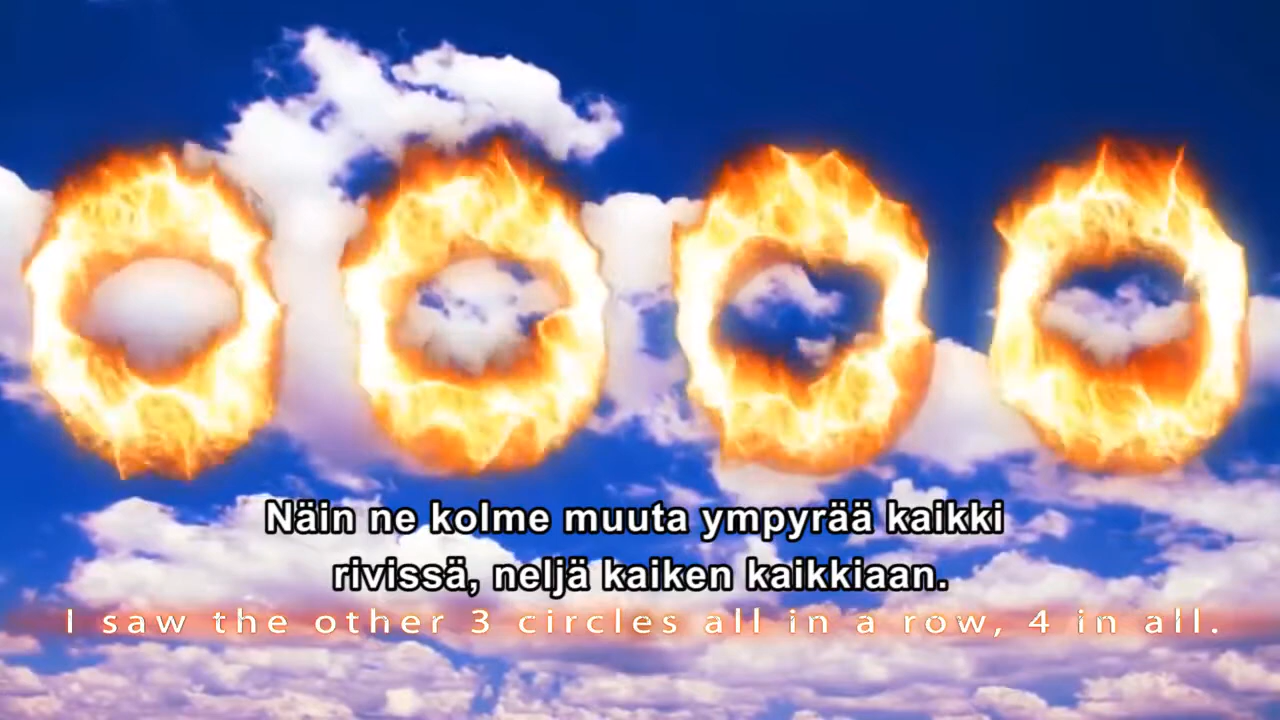 Näin ne kolme muuta ympyrää kaikki
rivissä, neljä kaiken kaikkiaan.
I saw the other 3 circles all in a row, 4 in all.